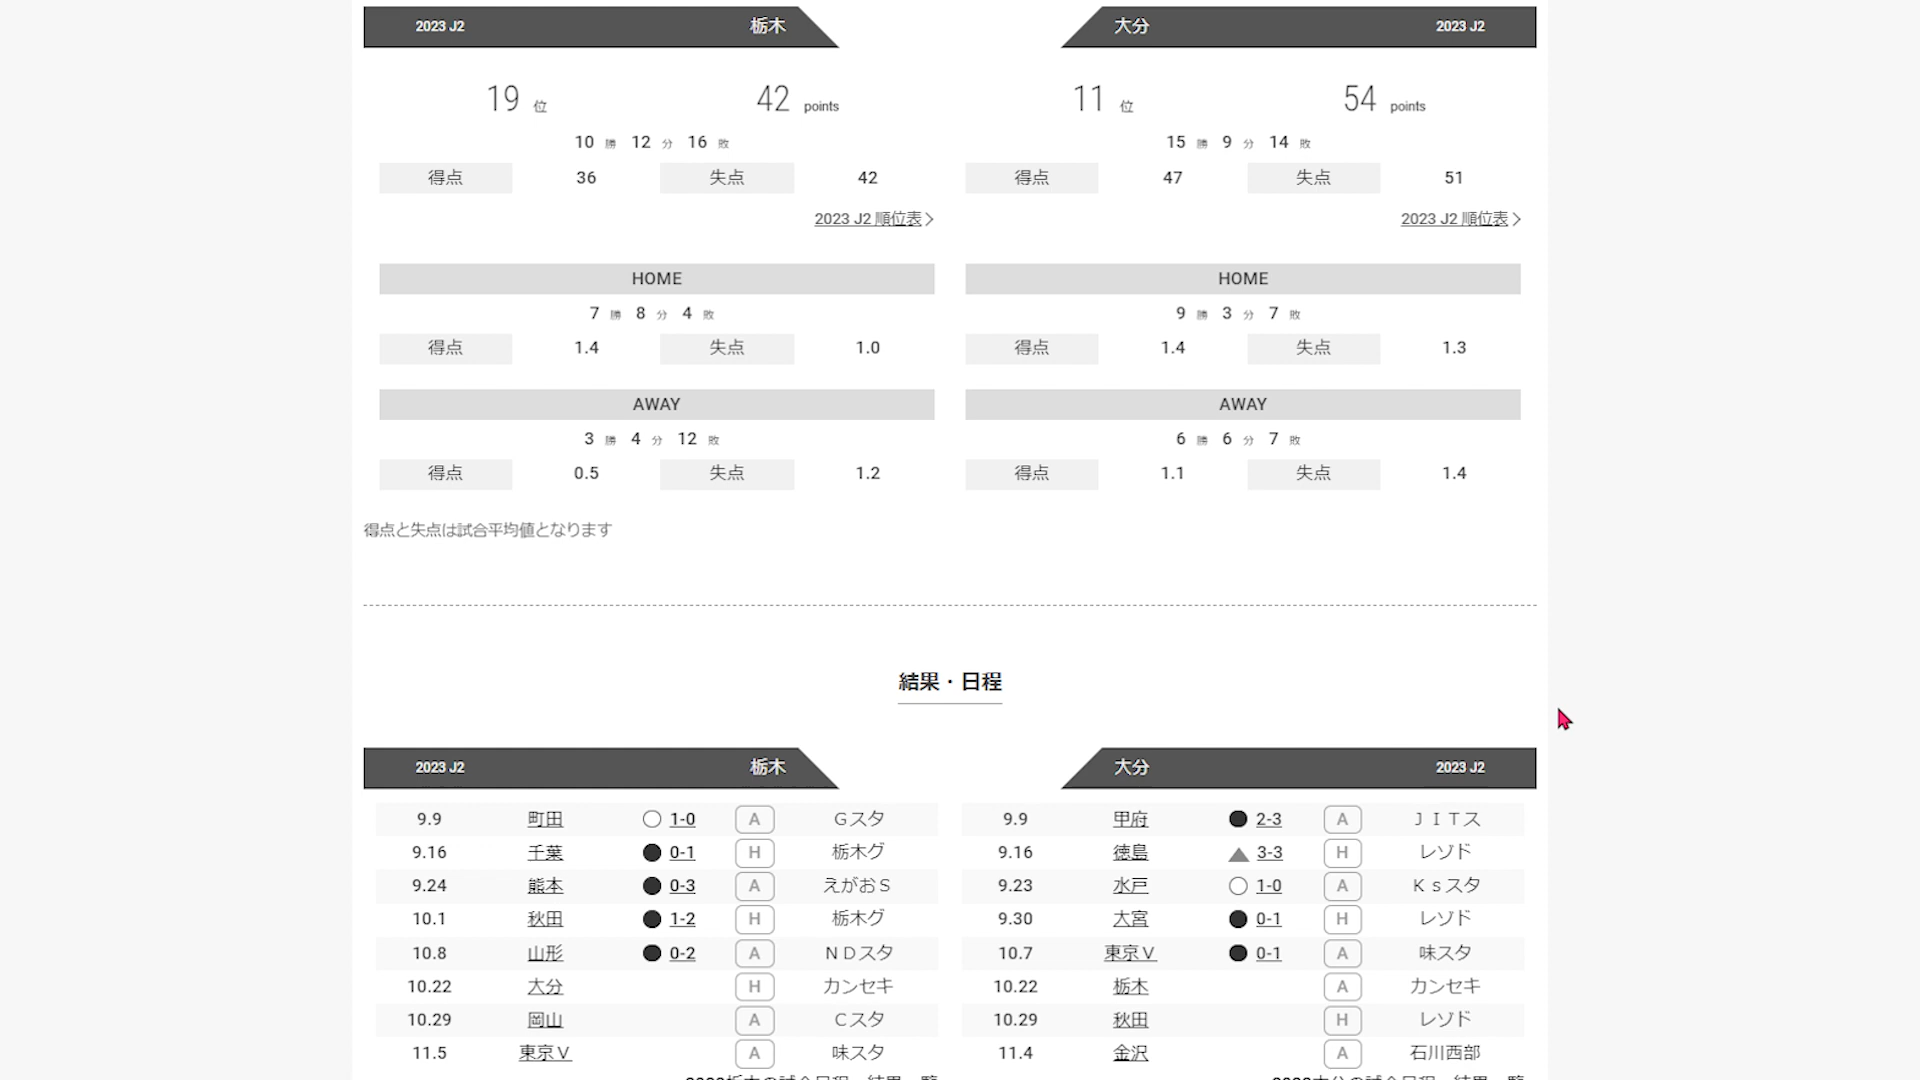 2023 J2 栃木 大分 2023 J2
19 位 42 points 11 位 54 points
10 勝 12 分 16 敗 15 勝 9 分 14 敗
得点 36 失点 42 得点 47 失点 51
2023 J2 順位表 2023 J2 順位表
HOME HOME
7 勝 8 分 4 敗 9 勝 3 分 7 敗
得点 1.4 失点 1.0 得点 1.4 失点 1.3
AWAY AWAY
3 勝 4 分 12 敗 6 勝 6 分 7 敗
得点 0.5 失点 1.2 得点 1.1 失点 1.4
得点と失点は試合平均値となります
結果・日程
2023 J2 栃木 大分 2023 J2
9.9 町田 ○ 1-0 A Gスタ 9.9 甲府 ● 2-3 A ＪＩＴス
9.16 千葉 ● 0-1 H 栃木グ 9.16 徳島 ▲ 3-3 H レゾド
9.24 熊本 ● 0-3 A えがおＳ 9.23 水戸 ○ 1-0 A Ｋｓスタ
10.1 秋田 ● 1-2 H 栃木グ 9.30 大宮 ● 0-1 H レゾド
10.8 山形 ● 0-2 A ＮＤスタ 10.7 東京Ｖ ● 0-1 A 味スタ
10.22 大分 H カンセキ 10.22 栃木 A カンセキ
10.29 岡山 A Ｃスタ 10.29 秋田 H レゾド
11.5 東京Ｖ A 味スタ 11.4 金沢 A 石川西部